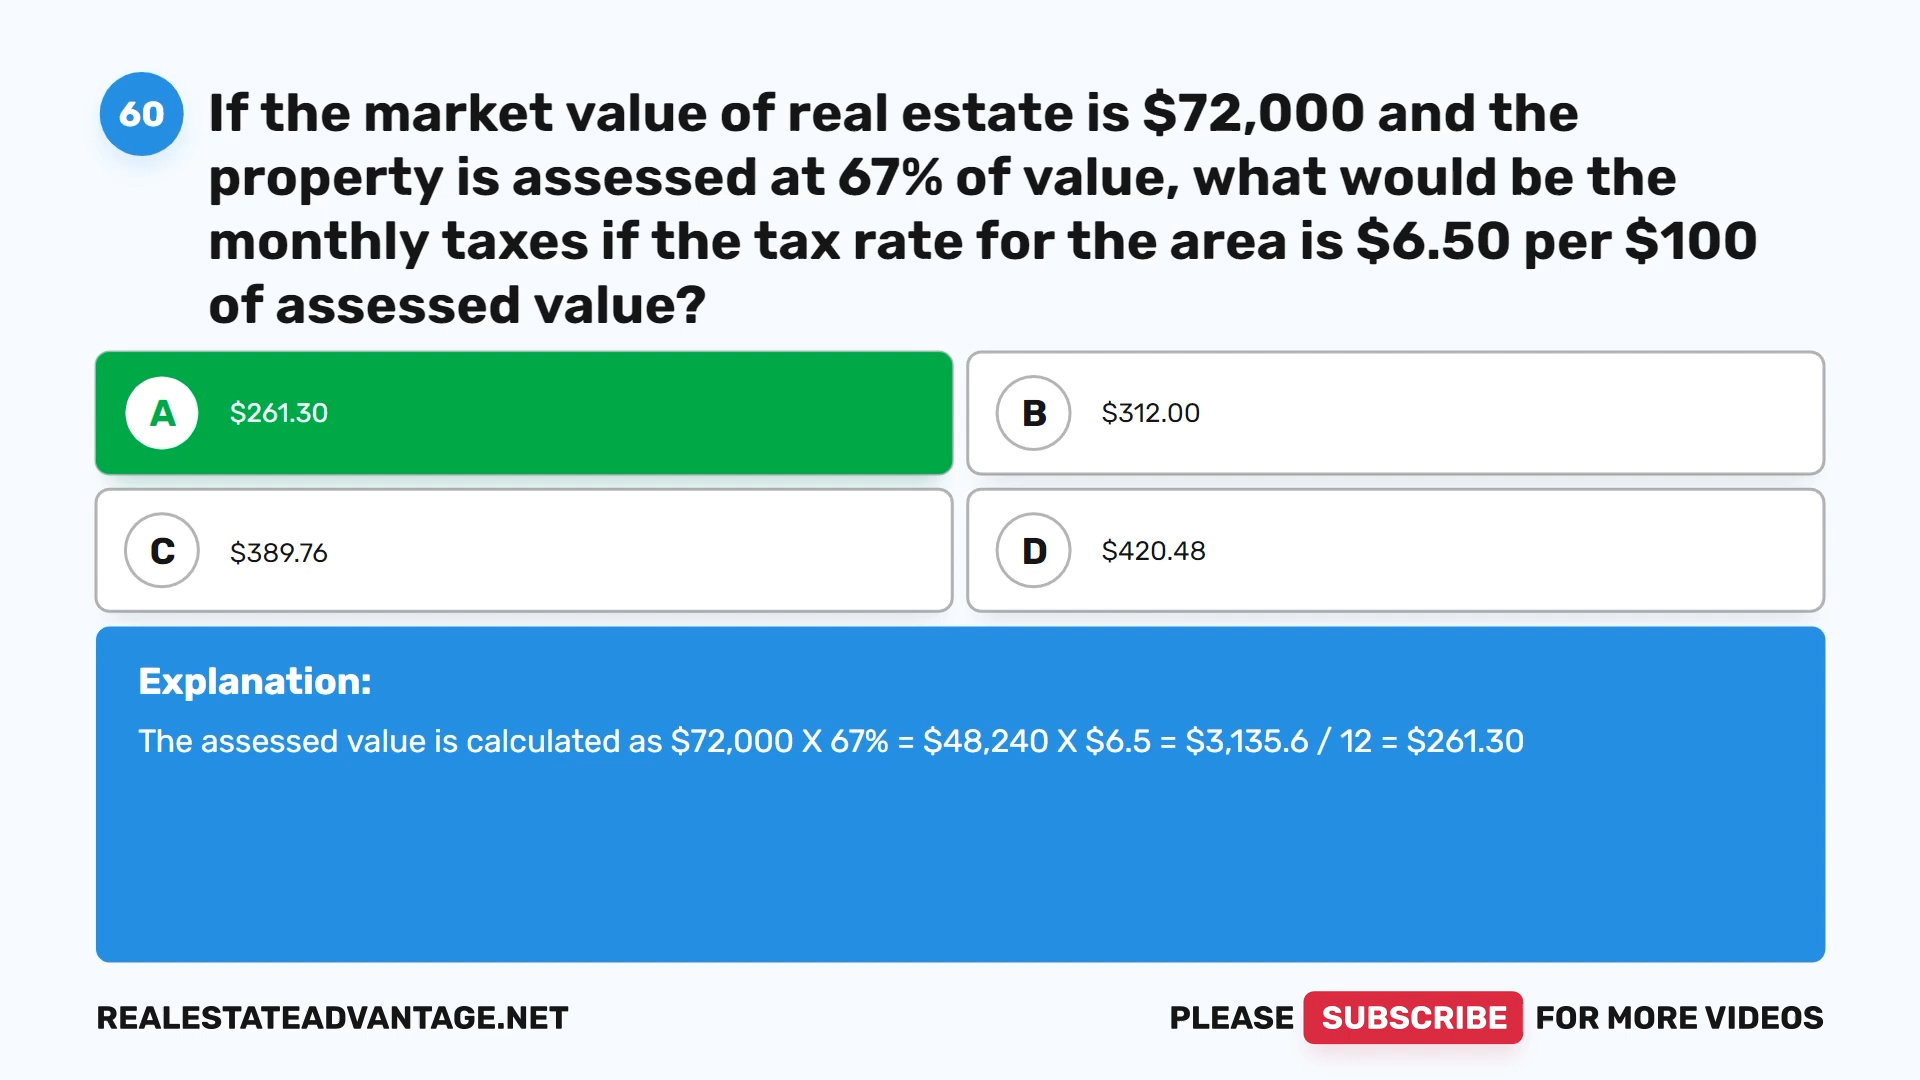 60
If the market value of real estate is $72,000 and the
property is assessed at 67% of value, what would be the
monthly taxes if the tax rate for the area is $6.50 per $100
of assessed value?
A $261.30
B $312.00
C $389.76
D $420.48
Explanation:
The assessed value is calculated as $72,000 X 67% = $48,240 X $6.5 = $3,135.6 / 12 = $261.30
REALESTATEADVANTAGE.NET
PLEASE SUBSCRIBE FOR MORE VIDEOS